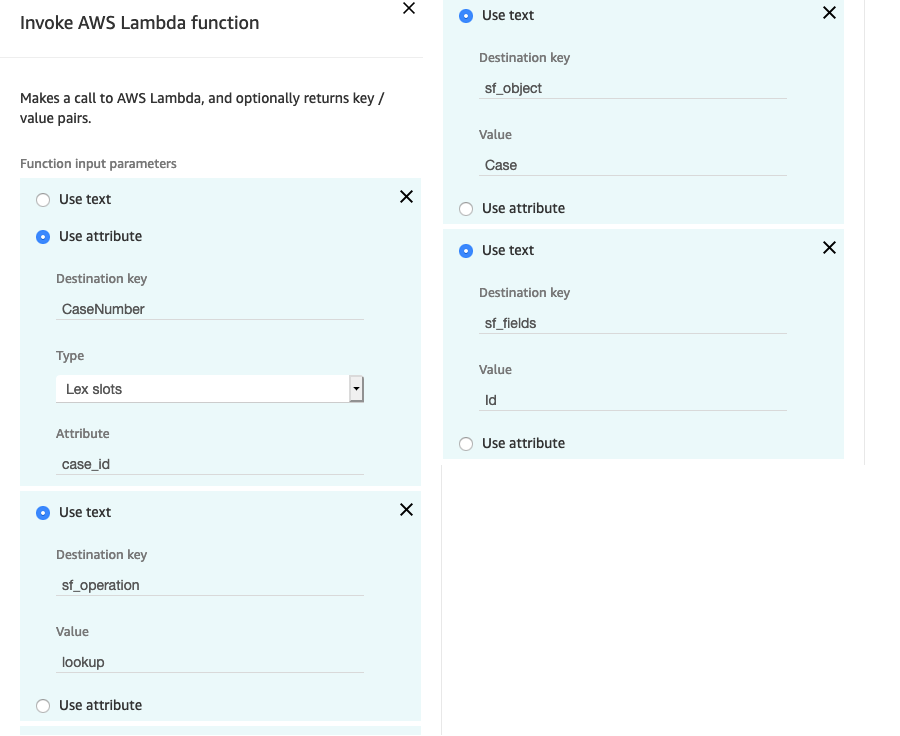 Invoke AWS Lambda function
Makes a call to AWS Lambda, and optionally returns key /
value pairs.
Function input parameters
Use text
Use attribute
Destination key
CaseNumber
Type
Lex slots
Attribute
case_id
Use text
Destination key
sf_operation
Value
lookup
Use attribute
Use text
Destination key
sf_object
Value
Case
Use attribute
Use text
Destination key
sf_fields
Value
Id
Use attribute